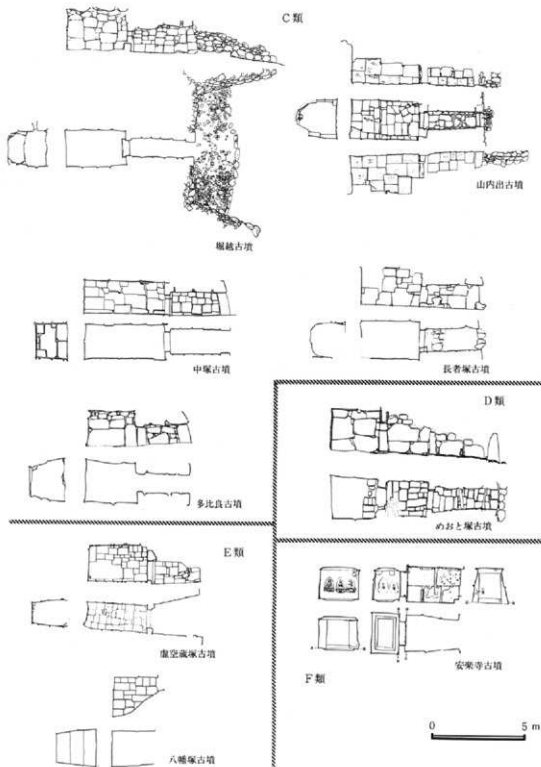 C類
堀越古墳
山内出古墳
中塚古墳
長者塚古墳
多比良古墳
D類
めおと塚古墳
E類
虚空蔵塚古墳
八幡塚古墳
安楽寺古墳
F類
0 5 m